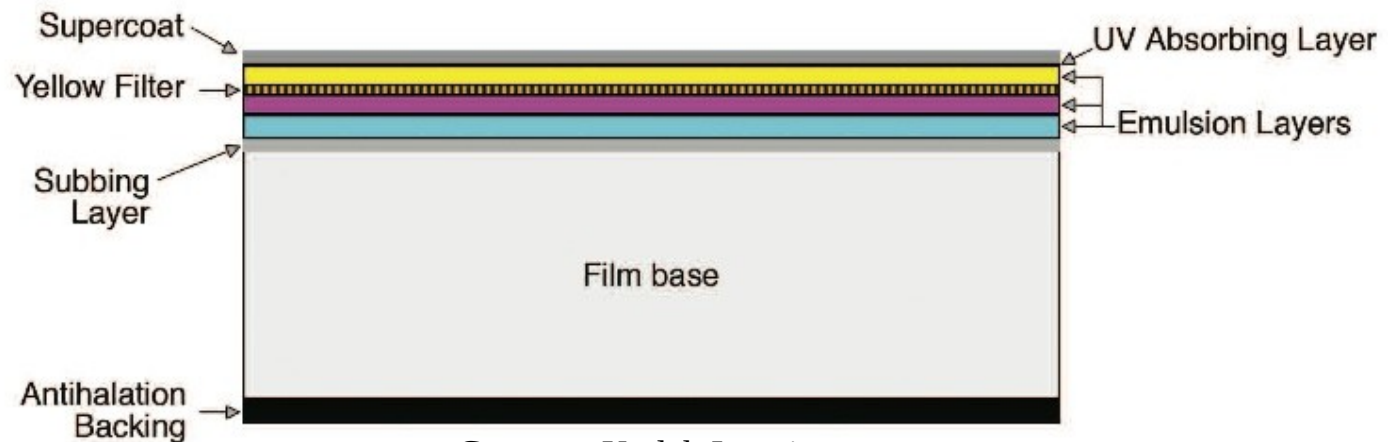 Supercoat
UV Absorbing Layer
Yellow Filter
Emulsion Layers
Subbing
Layer
Film base
Antihalation
Backing